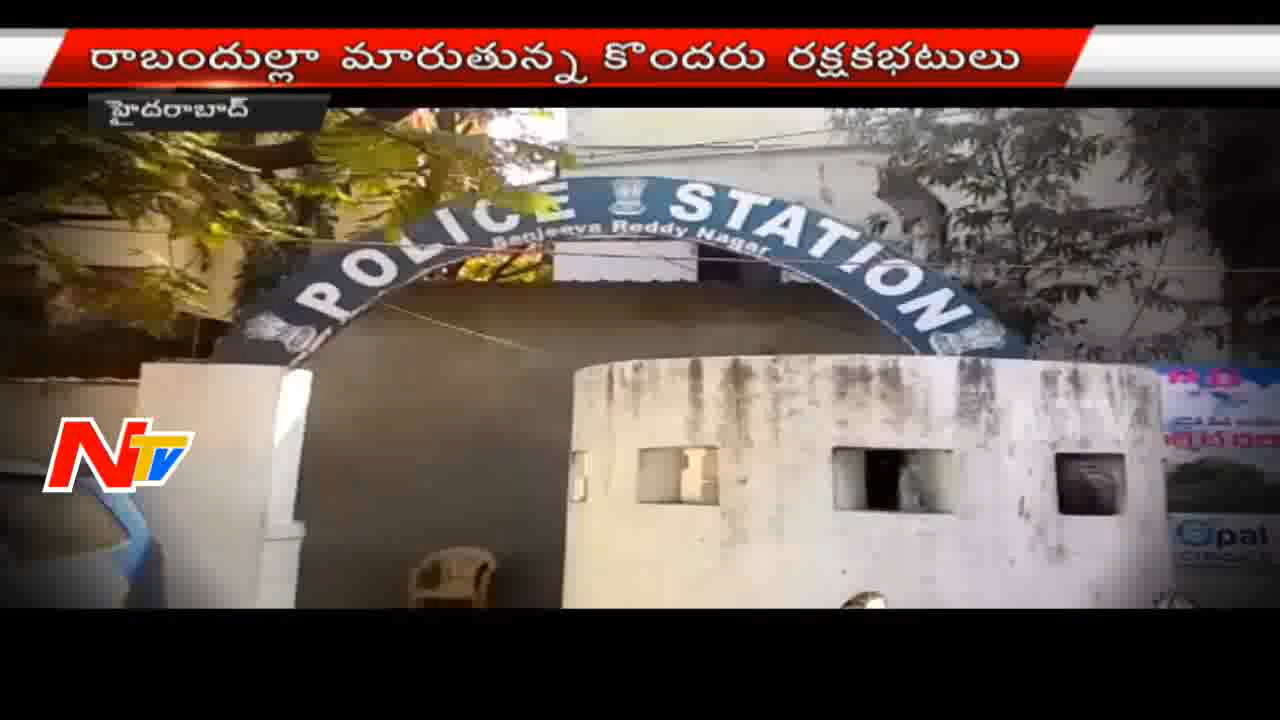 రాబందుల్లా మారుతున్న కొందరు రక్షకభటులు
హైదరాబాద్
POLICE STATION
Sanjeeva Reddy Nagar
NTV